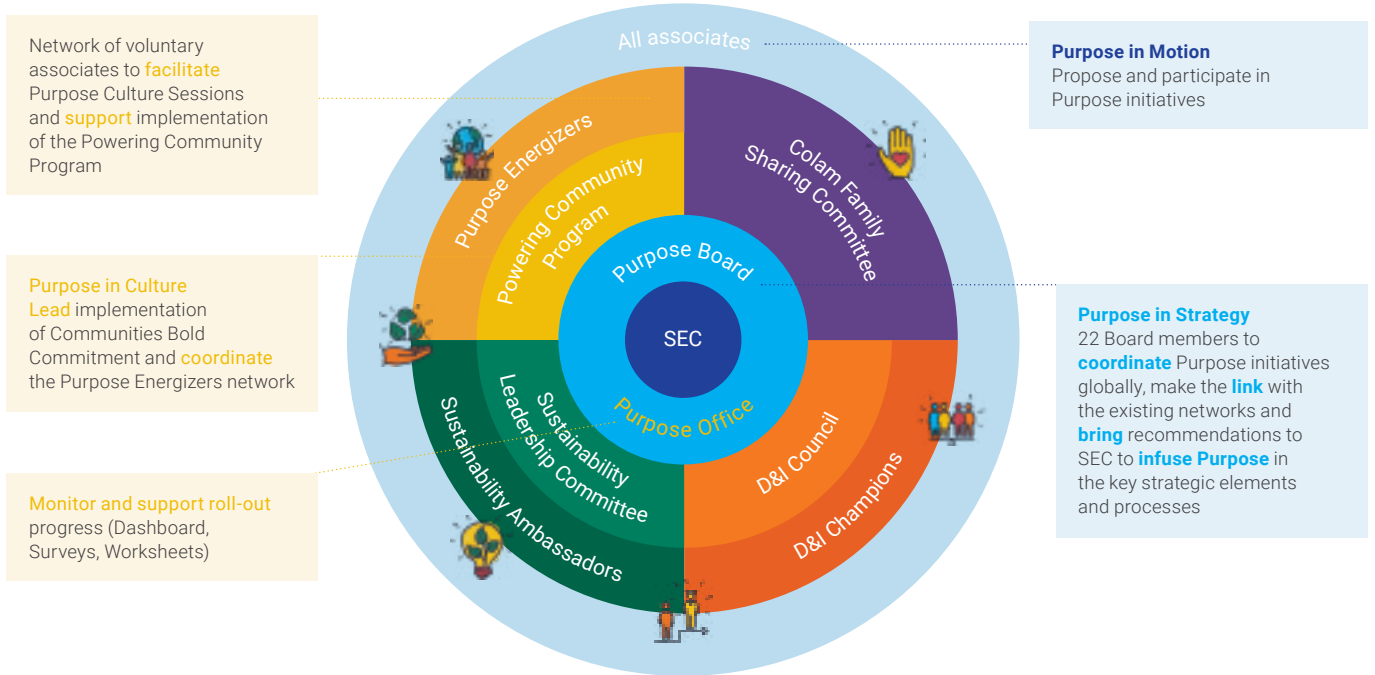 Network of voluntary
associates to facilitate
Purpose Culture Sessions
and support implementation
of the Powering Community
Program
Purpose in Culture
Lead implementation
of Communities Bold
Commitment and coordinate
the Purpose Energizers network
Monitor and support roll-out
progress (Dashboard,
Surveys, Worksheets)
All associates
Purpose Energizers
Powering Community
Program
Colam Family
Sharing Committee
Purpose Board
SEC
Purpose Office
Sustainability
Leadership Committee
Sustainability Ambassadors
D&I Council
D&I Champions
Purpose in Motion
Propose and participate in
Purpose initiatives
Purpose in Strategy
22 Board members to
coordinate Purpose initiatives
globally, make the link with
the existing networks and
bring recommendations to
SEC to infuse Purpose in
the key strategic elements
and processes